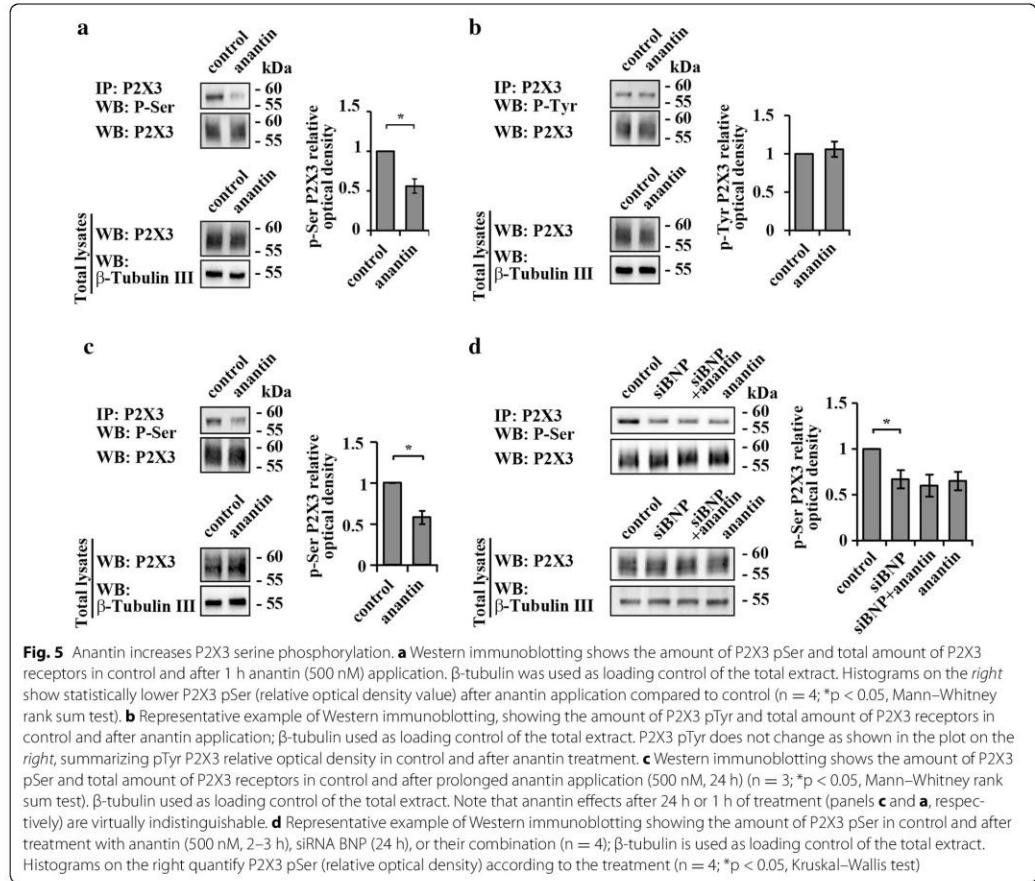 a
control
anantin
kDa
IP: P2X3
WB: P-Ser
- 60
- 55
WB: P2X3
- 60
- 55
control
anantin
Total lysates
WB: P2X3
- 60
- 55
WB:
β-Tubulin III
- 55
p-Ser P2X3 relative
optical density
1.5
1
0.5
0
*
control
anantin
b
control
anantin
kDa
IP: P2X3
WB: P-Tyr
- 60
- 55
WB: P2X3
- 60
- 55
control
anantin
Total lysates
WB: P2X3
- 60
- 55
WB:
β-Tubulin III
- 55
p-Tyr P2X3 relative
optical density
1.5
1
0.5
0
control
anantin
c
control
anantin
kDa
IP: P2X3
WB: P-Ser
- 60
- 55
WB: P2X3
- 60
- 55
control
anantin
Total lysates
WB: P2X3
- 60
- 55
WB:
β-Tubulin III
- 55
p-Ser P2X3 relative
optical density
1.5
1
0.5
0
*
control
anantin
d
control
siBNP
siBNP
+anantin
anantin
kDa
IP: P2X3
WB: P-Ser
- 60
- 55
WB: P2X3
- 60
- 55
control
siBNP
siBNP
+anantin
anantin
Total lysates
WB: P2X3
- 60
- 55
WB:
β-Tubulin III
- 55
p-Ser P2X3 relative
optical density
1.5
1
0.5
0
*
control
siBNP
siBNP+anantin
anantin
Fig. 5 Anantin increases P2X3 serine phosphorylation. a Western immunoblotting shows the amount of P2X3 pSer and total amount of P2X3
receptors in control and after 1 h anantin (500 nM) application. β-tubulin was used as loading control of the total extract. Histograms on the right
show statistically lower P2X3 pSer (relative optical density value) after anantin application compared to control (n = 4; *p < 0.05, Mann–Whitney
rank sum test). b Representative example of Western immunoblotting, showing the amount of P2X3 pTyr and total amount of P2X3 receptors in
control and after anantin application; β-tubulin used as loading control of the total extract. P2X3 pTyr does not change as shown in the plot on the
right, summarizing pTyr P2X3 relative optical density in control and after anantin treatment. c Western immunoblotting shows the amount of P2X3
pSer and total amount of P2X3 receptors in control and after prolonged anantin application (500 nM, 24 h) (n = 3; *p < 0.05, Mann–Whitney rank
sum test). β-tubulin used as loading control of the total extract. Note that anantin effects after 24 h or 1 h of treatment (panels c and a, respec-
tively) are virtually indistinguishable. d Representative example of Western immunoblotting showing the amount of P2X3 pSer in control and after
treatment with anantin (500 nM, 2–3 h), siRNA BNP (24 h), or their combination (n = 4); β-tubulin is used as loading control of the total extract.
Histograms on the right quantify P2X3 pSer (relative optical density) according to the treatment (n = 4; *p < 0.05, Kruskal–Wallis test)